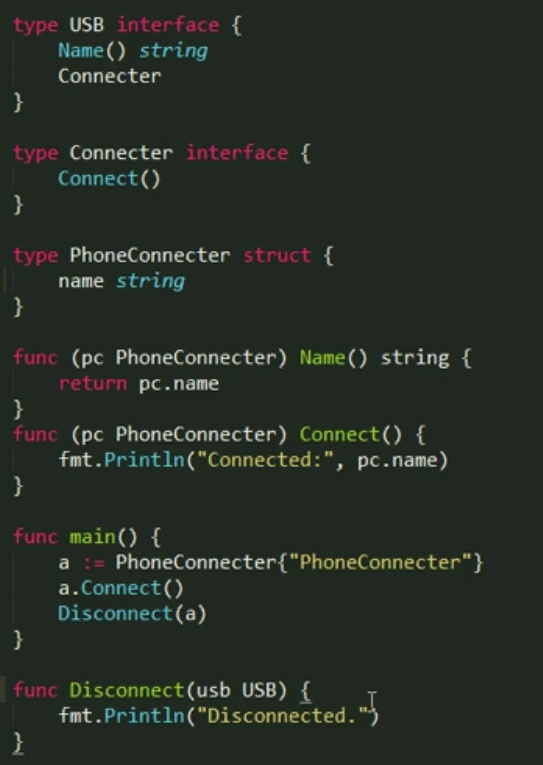 type USB interface {
    Name() string
    Connecter
}

type Connecter interface {
    Connect()
}

type PhoneConnecter struct {
    name string
}

func (pc PhoneConnecter) Name() string {
    return pc.name
}
func (pc PhoneConnecter) Connect() {
    fmt.Println("Connected:", pc.name)
}

func main() {
    a := PhoneConnecter{"PhoneConnecter"}
    a.Connect()
    Disconnect(a)
}

func Disconnect(usb USB) {
    fmt.Println("Disconnected.")
}